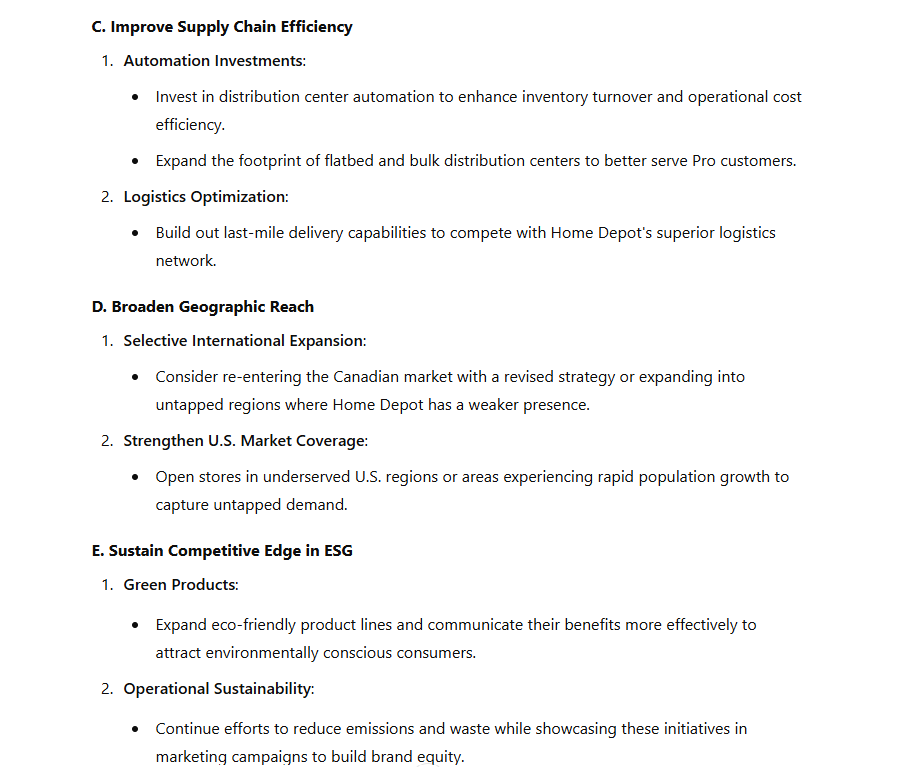 C. Improve Supply Chain Efficiency
1. Automation Investments:
• Invest in distribution center automation to enhance inventory turnover and operational cost
efficiency.
• Expand the footprint of flatbed and bulk distribution centers to better serve Pro customers.
2. Logistics Optimization:
• Build out last-mile delivery capabilities to compete with Home Depot's superior logistics
network.
D. Broaden Geographic Reach
1. Selective International Expansion:
• Consider re-entering the Canadian market with a revised strategy or expanding into
untapped regions where Home Depot has a weaker presence.
2. Strengthen U.S. Market Coverage:
• Open stores in underserved U.S. regions or areas experiencing rapid population growth to
capture untapped demand.
E. Sustain Competitive Edge in ESG
1. Green Products:
• Expand eco-friendly product lines and communicate their benefits more effectively to
attract environmentally conscious consumers.
2. Operational Sustainability:
• Continue efforts to reduce emissions and waste while showcasing these initiatives in
marketing campaigns to build brand equity.